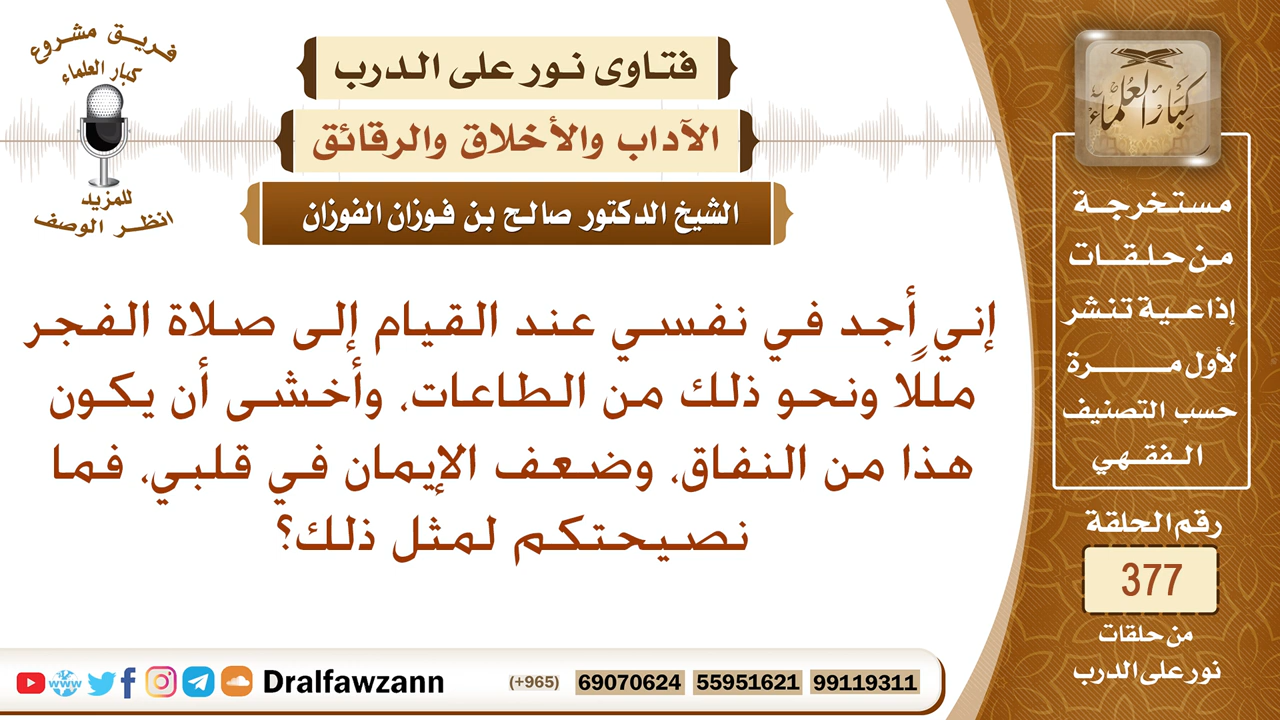 فريق مشروع
كبار العلماء
للمزيد
انظر الوصف
فتاوى نور على الدرب
الآداب والأخلاق والرقائق
الشيخ الدكتور صالح بن فوزان الفوزان
إني أجد في نفسي عند القيام إلى صلاة الفجر
مللًا ونحو ذلك من الطاعات، وأخشى أن يكون
هذا من النفاق، وضعف الإيمان في قلبي، فما
نصيحتكم لمثل ذلك؟
كبار العلماء
مستخرجة
من حلقات
إذاعية تنشر
لأول مرة
حسب التصنيف
الفقهي
رقم الحلقة
377
من حلقات
نور على الدرب
www
Dralfawzann
(+965) 69070624 55951621 99119311